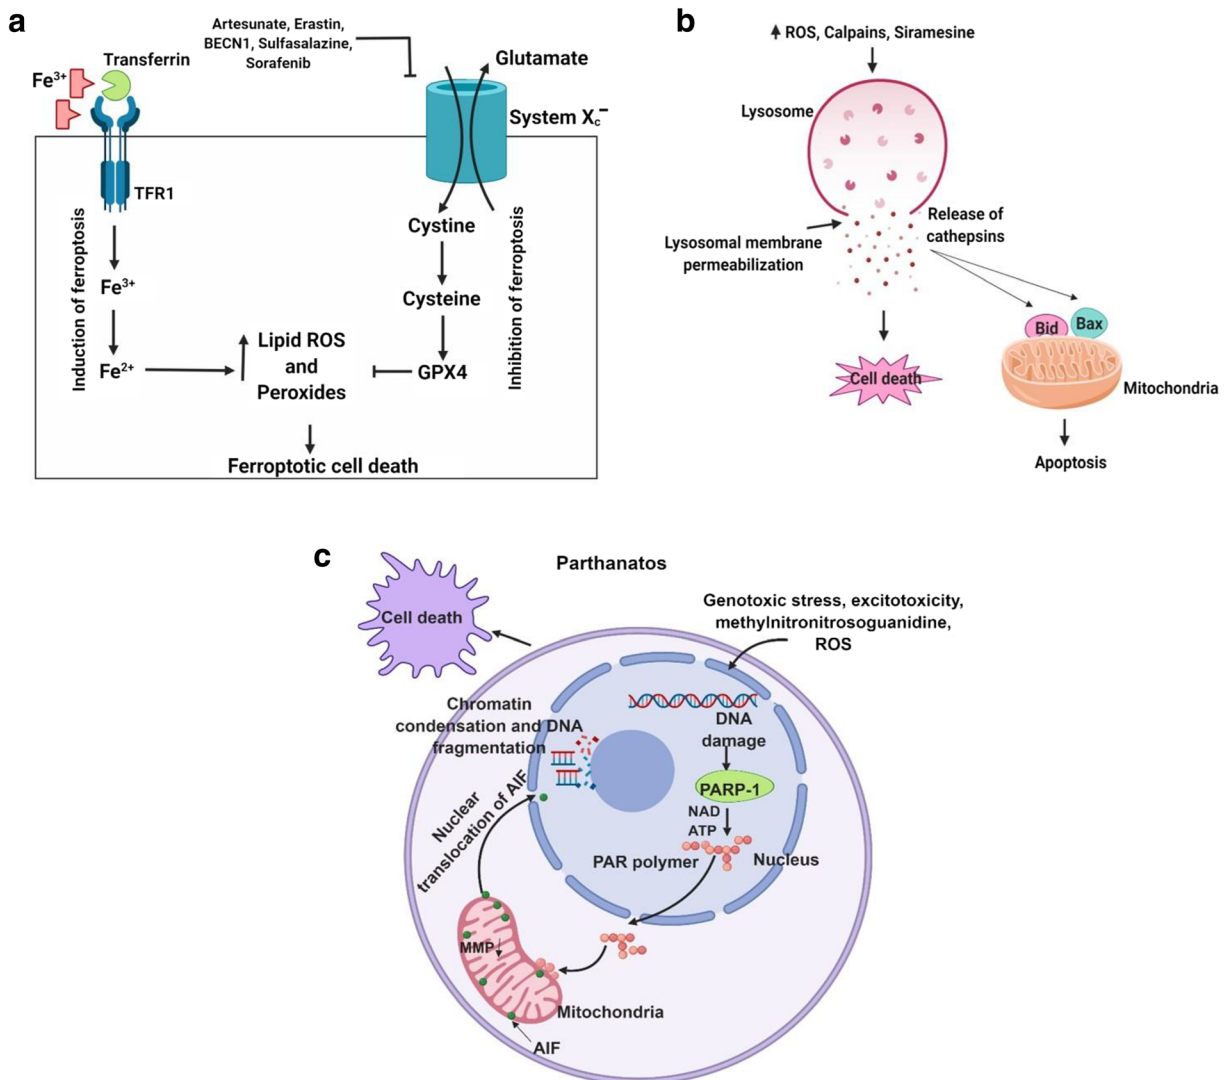 a
Artesunate, Erastin,
BECN1, Sulfasalazine,
Sorafenib
Transferrin
Fe³⁺
Glutamate
System X꜀⁻
TFR1
Induction of ferroptosis
Fe³⁺
Fe²⁺
Cystine
Cysteine
GPX4
Inhibition of ferroptosis
Lipid ROS
and
Peroxides
Ferroptotic cell death
b
ROS, Calpains, Siramesine
Lysosome
Release of
cathepsins
Lysosomal membrane
permeabilization
Bid
Bax
Cell death
Mitochondria
Apoptosis
c
Parthanatos
Cell death
Genotoxic stress, excitotoxicity,
methylnitronitrosoguanidine,
ROS
Chromatin
condensation and DNA
fragmentation
DNA
damage
PARP-1
NAD
ATP
PAR polymer
Nucleus
Nuclear
translocation of AIF
MMP
Mitochondria
AIF